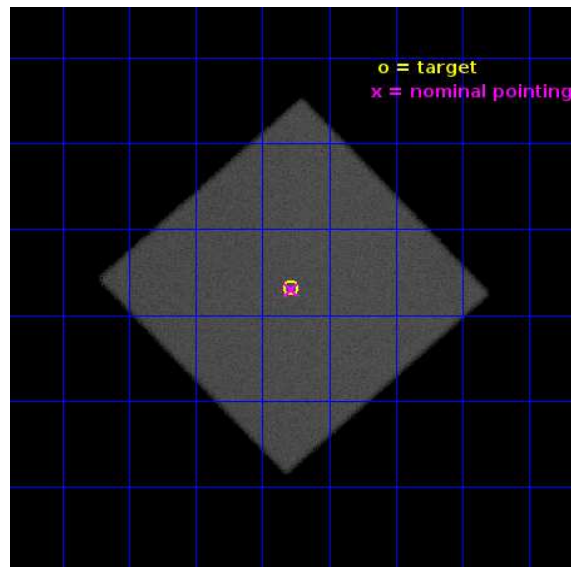 o = target
x = nominal pointing